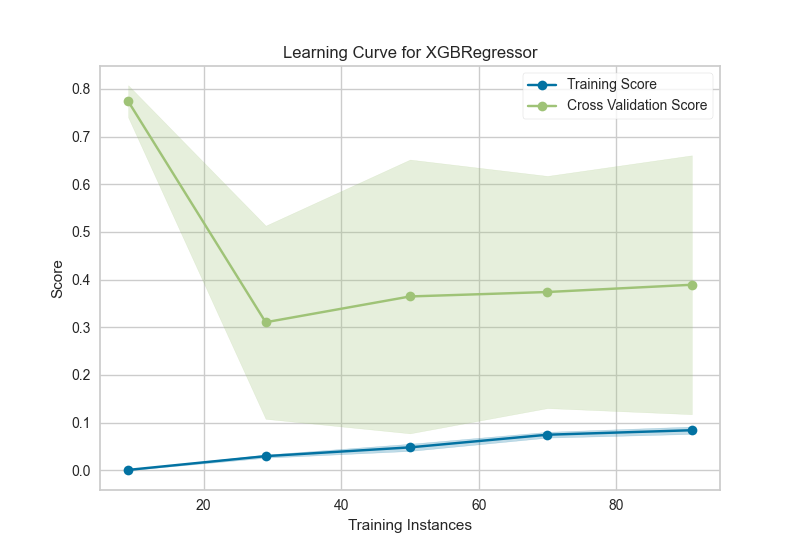 Learning Curve for XGBRegressor
Training Score
Cross Validation Score
Score
0.8
0.7
0.6
0.5
0.4
0.3
0.2
0.1
0.0
20 40 60 80
Training Instances